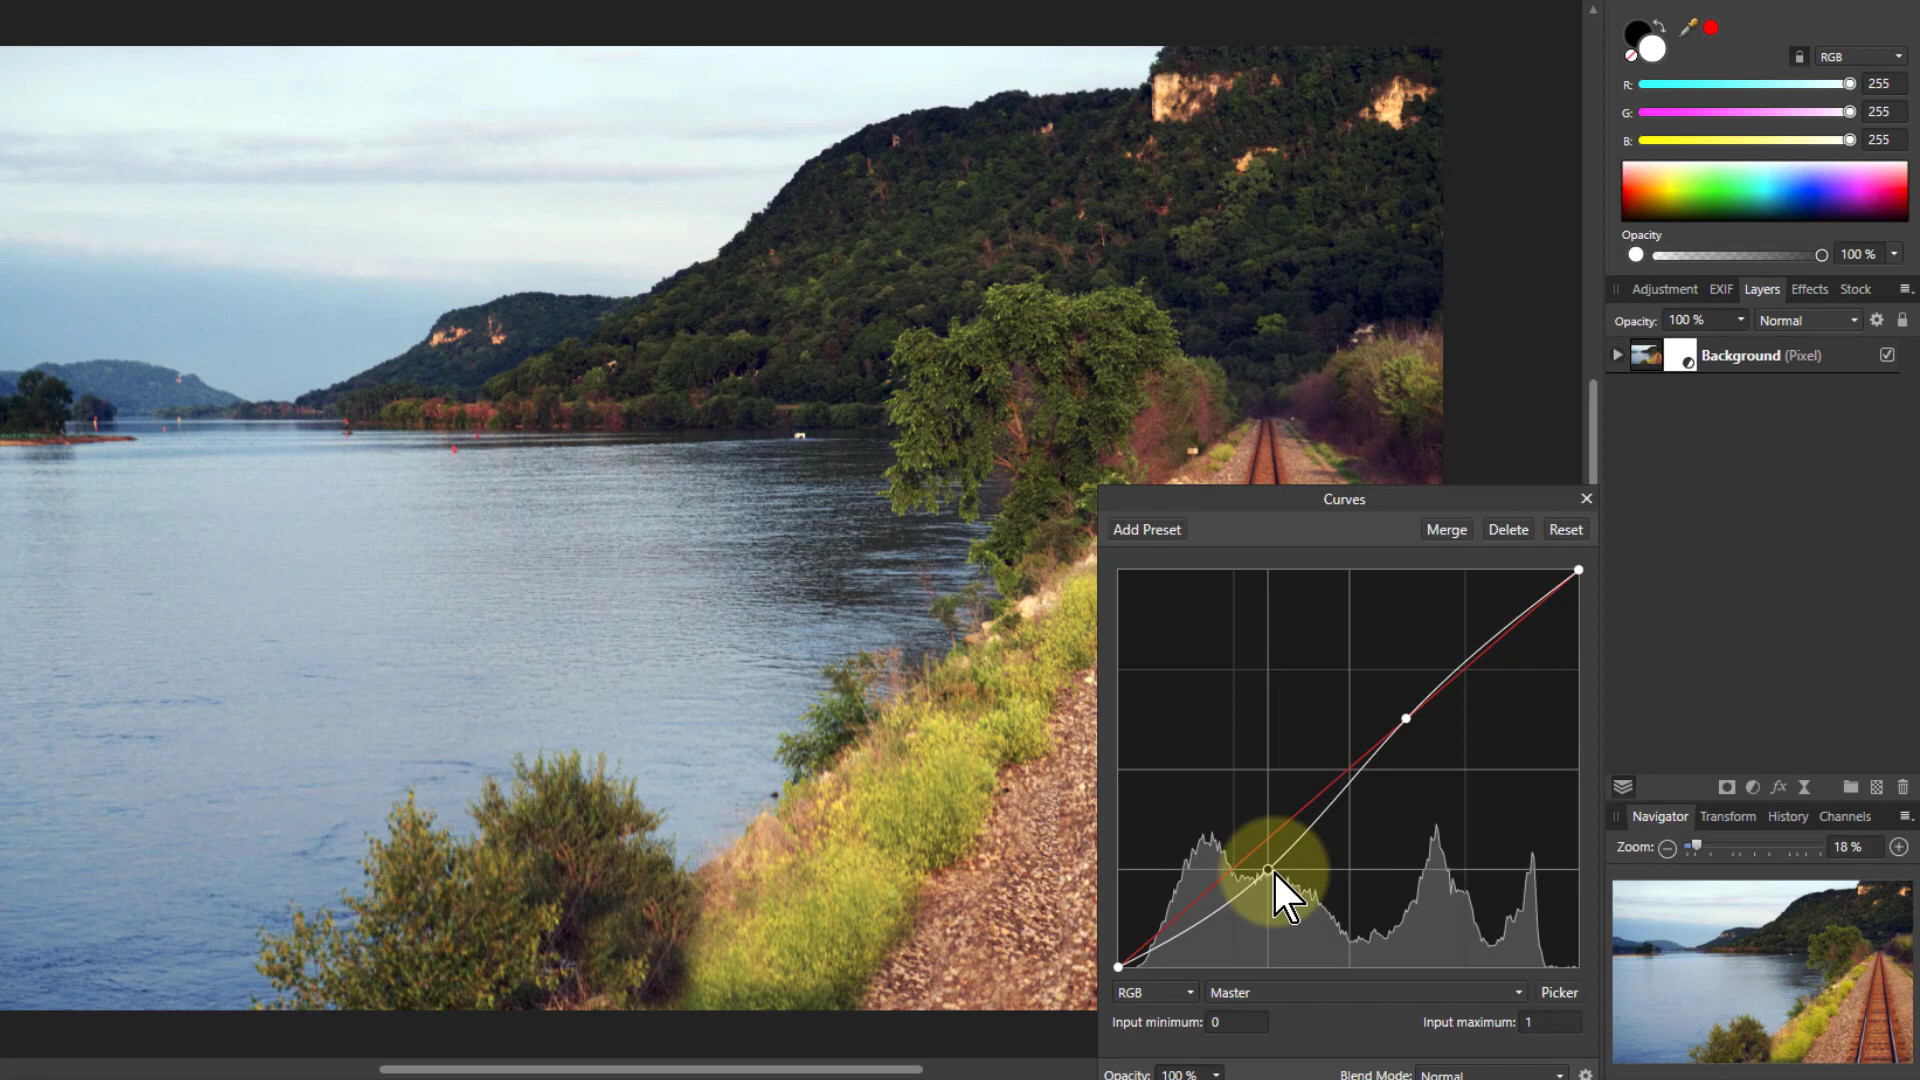 RGB
R: 255
G: 255
B: 255
Opacity
100 %
Adjustment EXIF Layers Effects Stock
Opacity: 100 % Normal
Background (Pixel)
Curves
Add Preset Merge Delete Reset
RGB Master Picker
Input minimum: 0 Input maximum: 1
Opacity: 100 % Blend Mode: Normal
fx
Navigator Transform History Channels
Zoom: 18 %